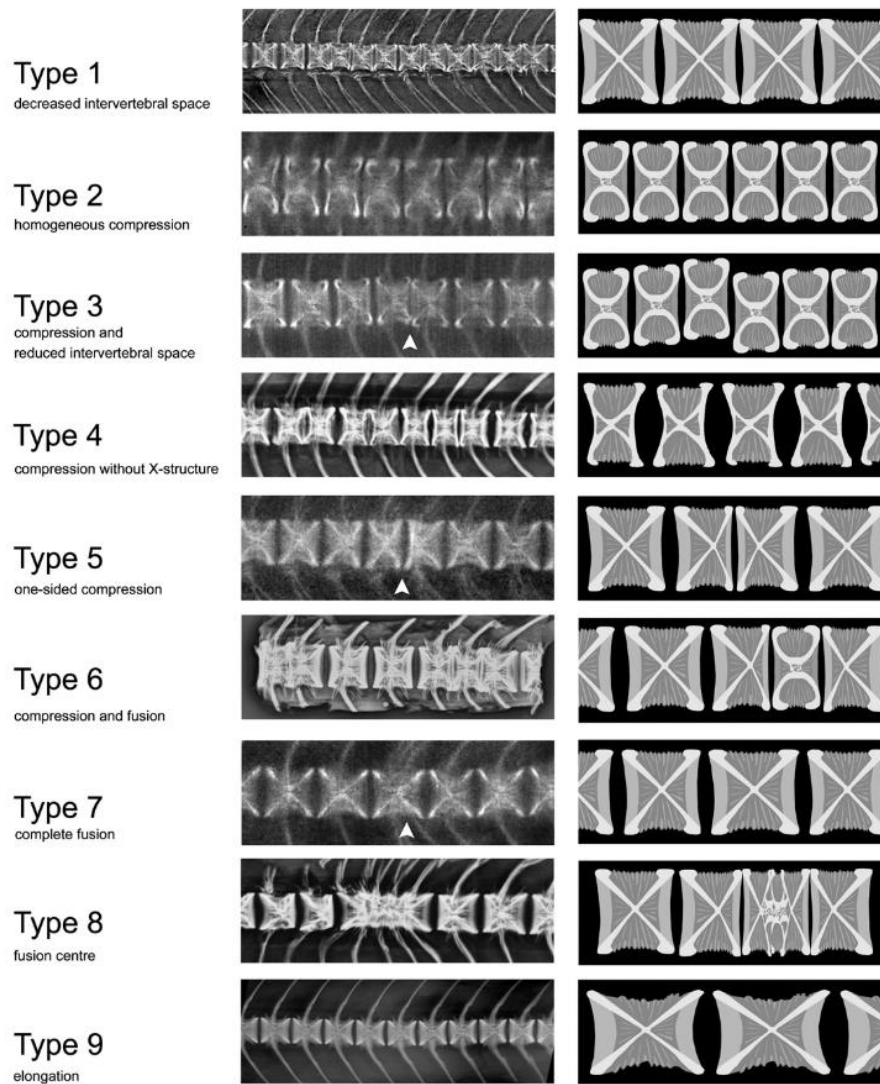 Type 1
decreased intervertebral space
Type 2
homogeneous compression
Type 3
compression and
reduced intervertebral space
Type 4
compression without X-structure
Type 5
one-sided compression
Type 6
compression and fusion
Type 7
complete fusion
Type 8
fusion centre
Type 9
elongation